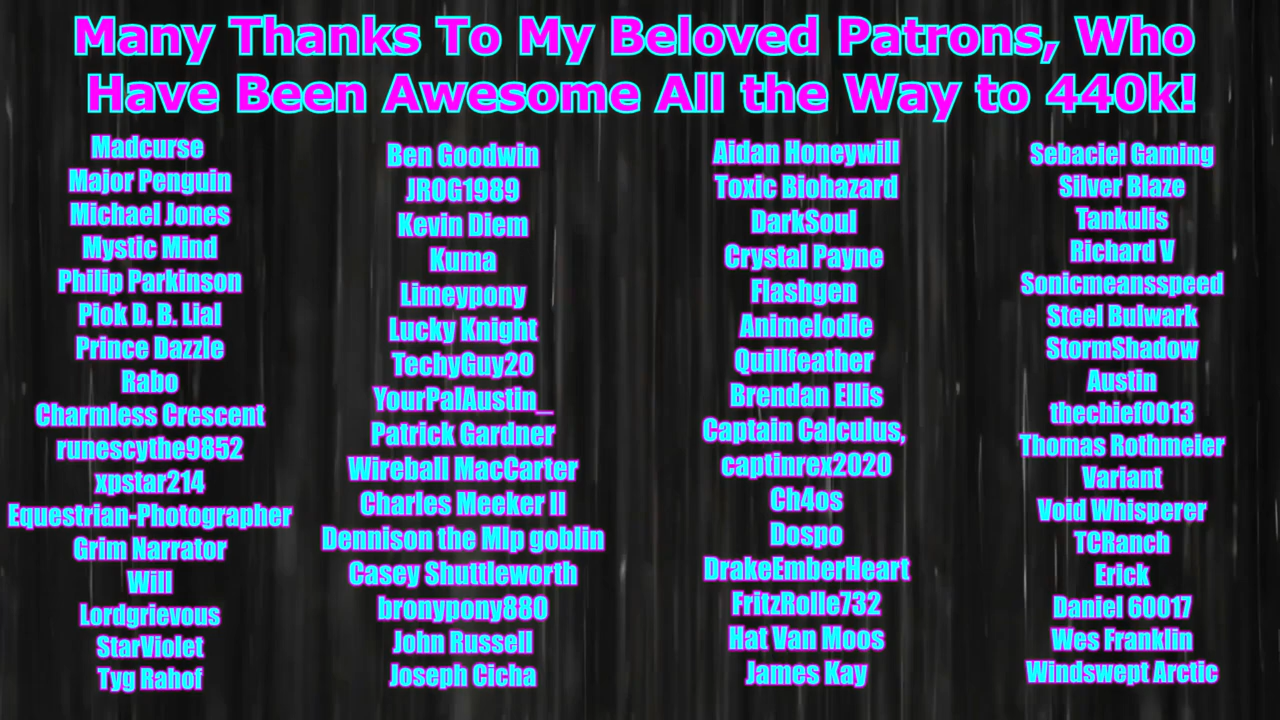 Many Thanks To My Beloved Patrons, Who
Have Been Awesome All the Way to 440k!
Madcurse
Major Penguin
Michael Jones
Mystic Mind
Philip Parkinson
Piok D. B. Lial
Prince Dazzle
Rabo
Charmless Crescent
runescythe9852
xpstar214
Equestrian-Photographer
Grim Narrator
Will
Lordgrievous
StarViolet
Tyg Rahof
Ben Goodwin
JROG1989
Kevin Diem
Kuma
Limeypony
Lucky Knight
TechyGuy20
YourPalAustin_
Patrick Gardner
Wireball MacCarter
Charles Meeker II
Dennison the Mlp goblin
Casey Shuttleworth
bronypony880
John Russell
Joseph Cicha
Aidan Honeywill
Toxic Biohazard
DarkSoul
Crystal Payne
Flashgen
Animelodie
Quillfeather
Brendan Ellis
Captain Calculus,
captinrex2020
Ch4os
Dospo
DrakeEmberHeart
FritzRolle732
Hat Van Moos
James Kay
Sebaciel Gaming
Silver Blaze
Tankulis
Richard V
Sonicmeansspeed
Steel Bulwark
StormShadow
Austin
thechief0013
Thomas Rothmeier
Variant
Void Whisperer
TCRanch
Erick
Daniel 60017
Wes Franklin
Windswept Arctic